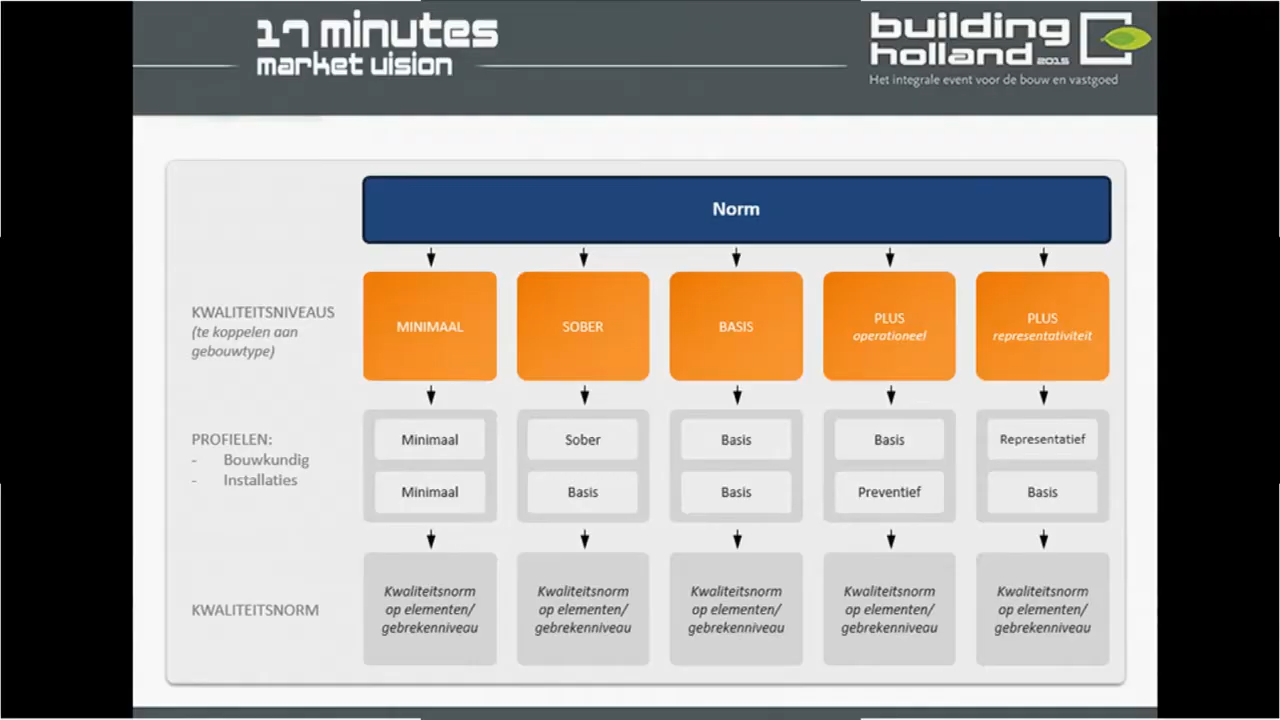 17 minutes
market vision
building
holland 2015
Het integrale event voor de bouw en vastgoed
Norm
KWALITEITSNIVEAUS
(te koppelen aan
gebouwtype)
MINIMAAL
SOBER
BASIS
PLUS
operationeel
PLUS
representativiteit
PROFIELEN:
- Bouwkundig
- Installaties
Minimaal
Sober
Basis
Basis
Representatief
Minimaal
Basis
Basis
Preventief
Basis
KWALITEITSNORM
Kwaliteitsnorm
op elementen/
gebrekenniveau
Kwaliteitsnorm
op elementen/
gebrekenniveau
Kwaliteitsnorm
op elementen/
gebrekenniveau
Kwaliteitsnorm
op elementen/
gebrekenniveau
Kwaliteitsnorm
op elementen/
gebrekenniveau